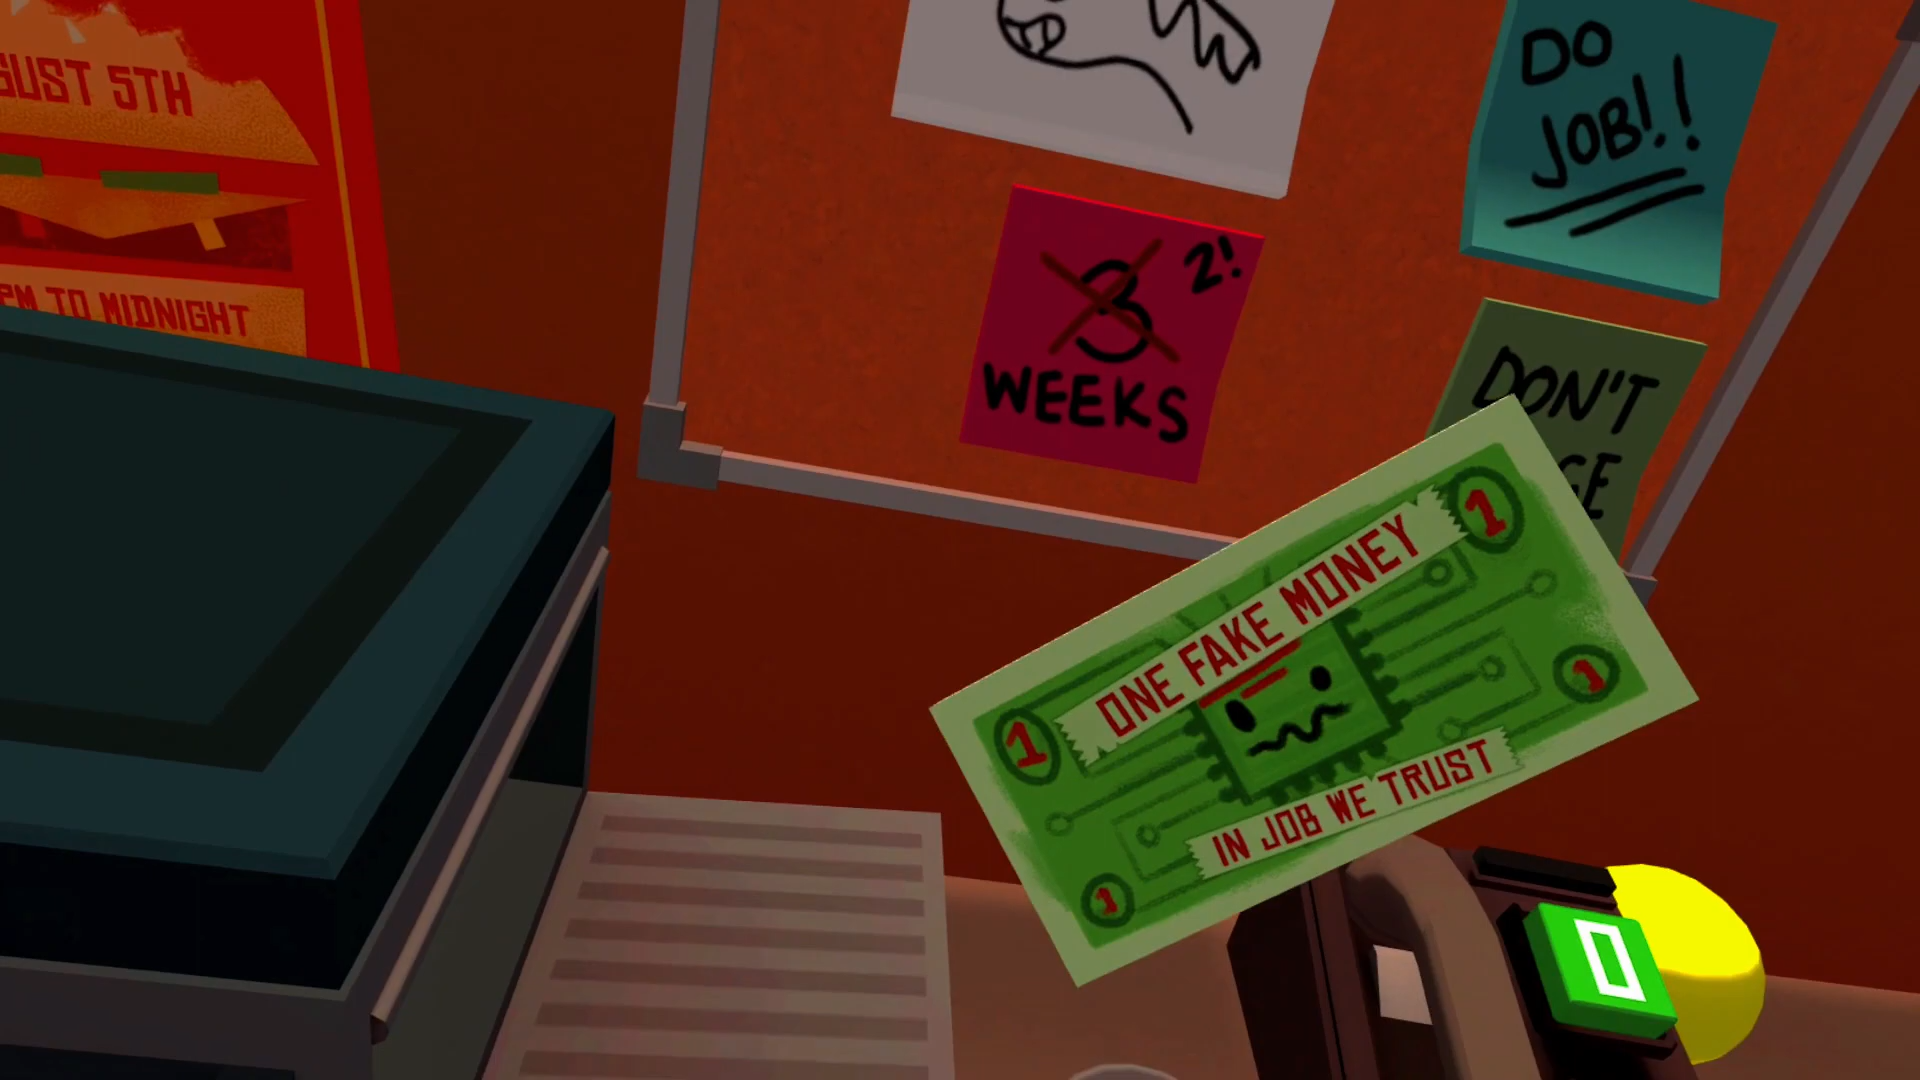 GUST 5TH
PM TO MIDNIGHT
DO
JOB!!
3 2!
WEEKS
DON'T
GE
1
ONE FAKE MONEY
1
IN JOB WE TRUST
1
1
0